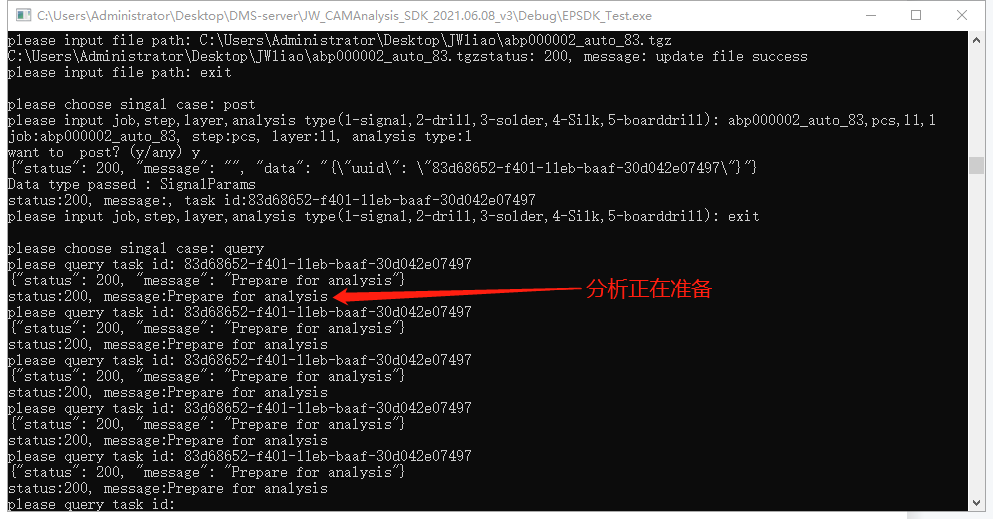 C:\Users\Administrator\Desktop\DMS-server\JW_CAMAnalysis_SDK_2021.06.08_v3\Debug\EPSDK_Test.exe
please input file path: C:\Users\Administrator\Desktop\JWliao\abp000002_auto_83.tgz
C:\Users\Administrator\Desktop\JWliao\abp000002_auto_83.tgzstatus: 200, message: update file success
please input file path: exit
please choose singal case: post
please input job,step,layer,analysis type(1-signal,2-drill,3-solder,4-Silk,5-boarddrill): abp000002_auto_83,pcs,l1,1
job:abp000002_auto_83, step:pcs, layer:l1, analysis type:1
want to  post? (y/any) y
{"status": 200, "message": "", "data": "{\"uuid\": \"83d68652-f401-11eb-baaf-30d042e07497\"}"}
Data type passed : SignalParams
status:200, message:, task id:83d68652-f401-11eb-baaf-30d042e07497
please input job,step,layer,analysis type(1-signal,2-drill,3-solder,4-Silk,5-boarddrill): exit
please choose singal case: query
please query task id: 83d68652-f401-11eb-baaf-30d042e07497
{"status": 200, "message": "Prepare for analysis"}
status:200, message:Prepare for analysis
分析正在准备
please query task id: 83d68652-f401-11eb-baaf-30d042e07497
{"status": 200, "message": "Prepare for analysis"}
status:200, message:Prepare for analysis
please query task id: 83d68652-f401-11eb-baaf-30d042e07497
{"status": 200, "message": "Prepare for analysis"}
status:200, message:Prepare for analysis
please query task id: 83d68652-f401-11eb-baaf-30d042e07497
{"status": 200, "message": "Prepare for analysis"}
status:200, message:Prepare for analysis
please query task id: 83d68652-f401-11eb-baaf-30d042e07497
{"status": 200, "message": "Prepare for analysis"}
status:200, message:Prepare for analysis
please query task id: